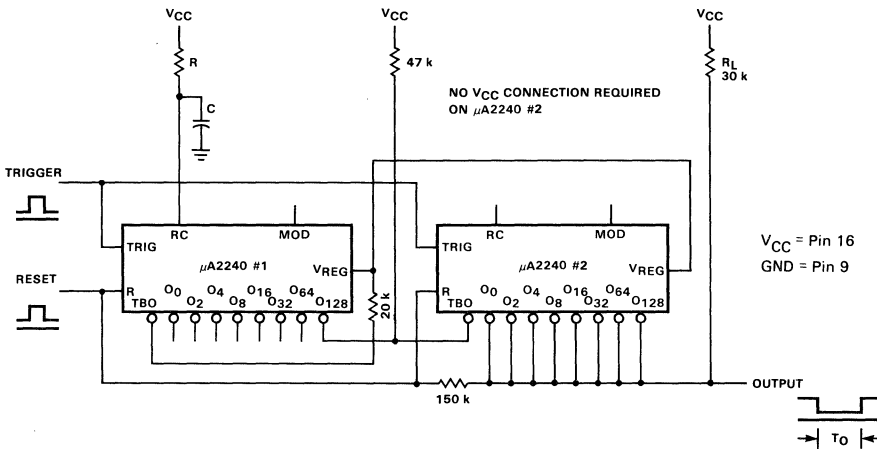 VCC
VCC
VCC
R
47 k
RL
30 k
C
NO VCC CONNECTION REQUIRED
ON µA2240 #2
TRIGGER
RC
MOD
RC
MOD
TRIG
TRIG
VCC = Pin 16
GND = Pin 9
µA2240 #1
VREG
µA2240 #2
VREG
RESET
R
TBO
O0
O2
O4
O8
O16
O32
O64
O128
20 k
R
TBO
O0
O2
O4
O8
O16
O32
O64
O128
150 k
OUTPUT
TO